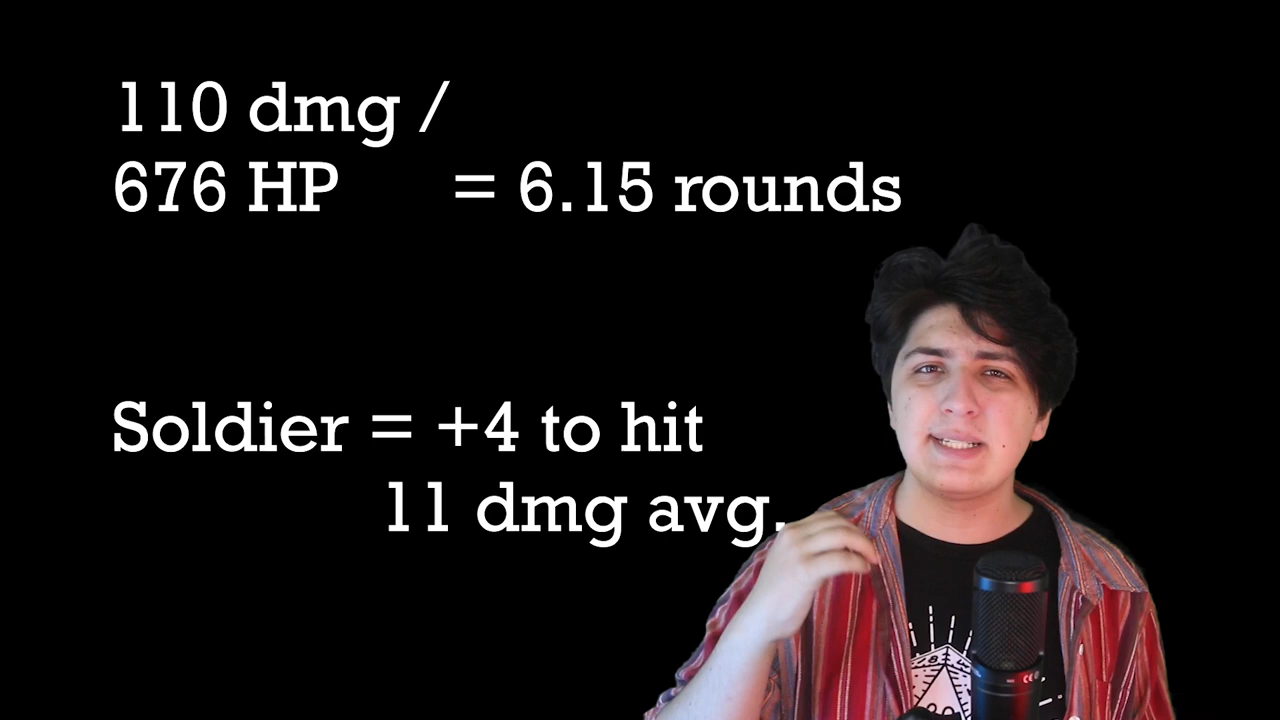 110 dmg /
676 HP = 6.15 rounds
Soldier = +4 to hit
11 dmg avg.